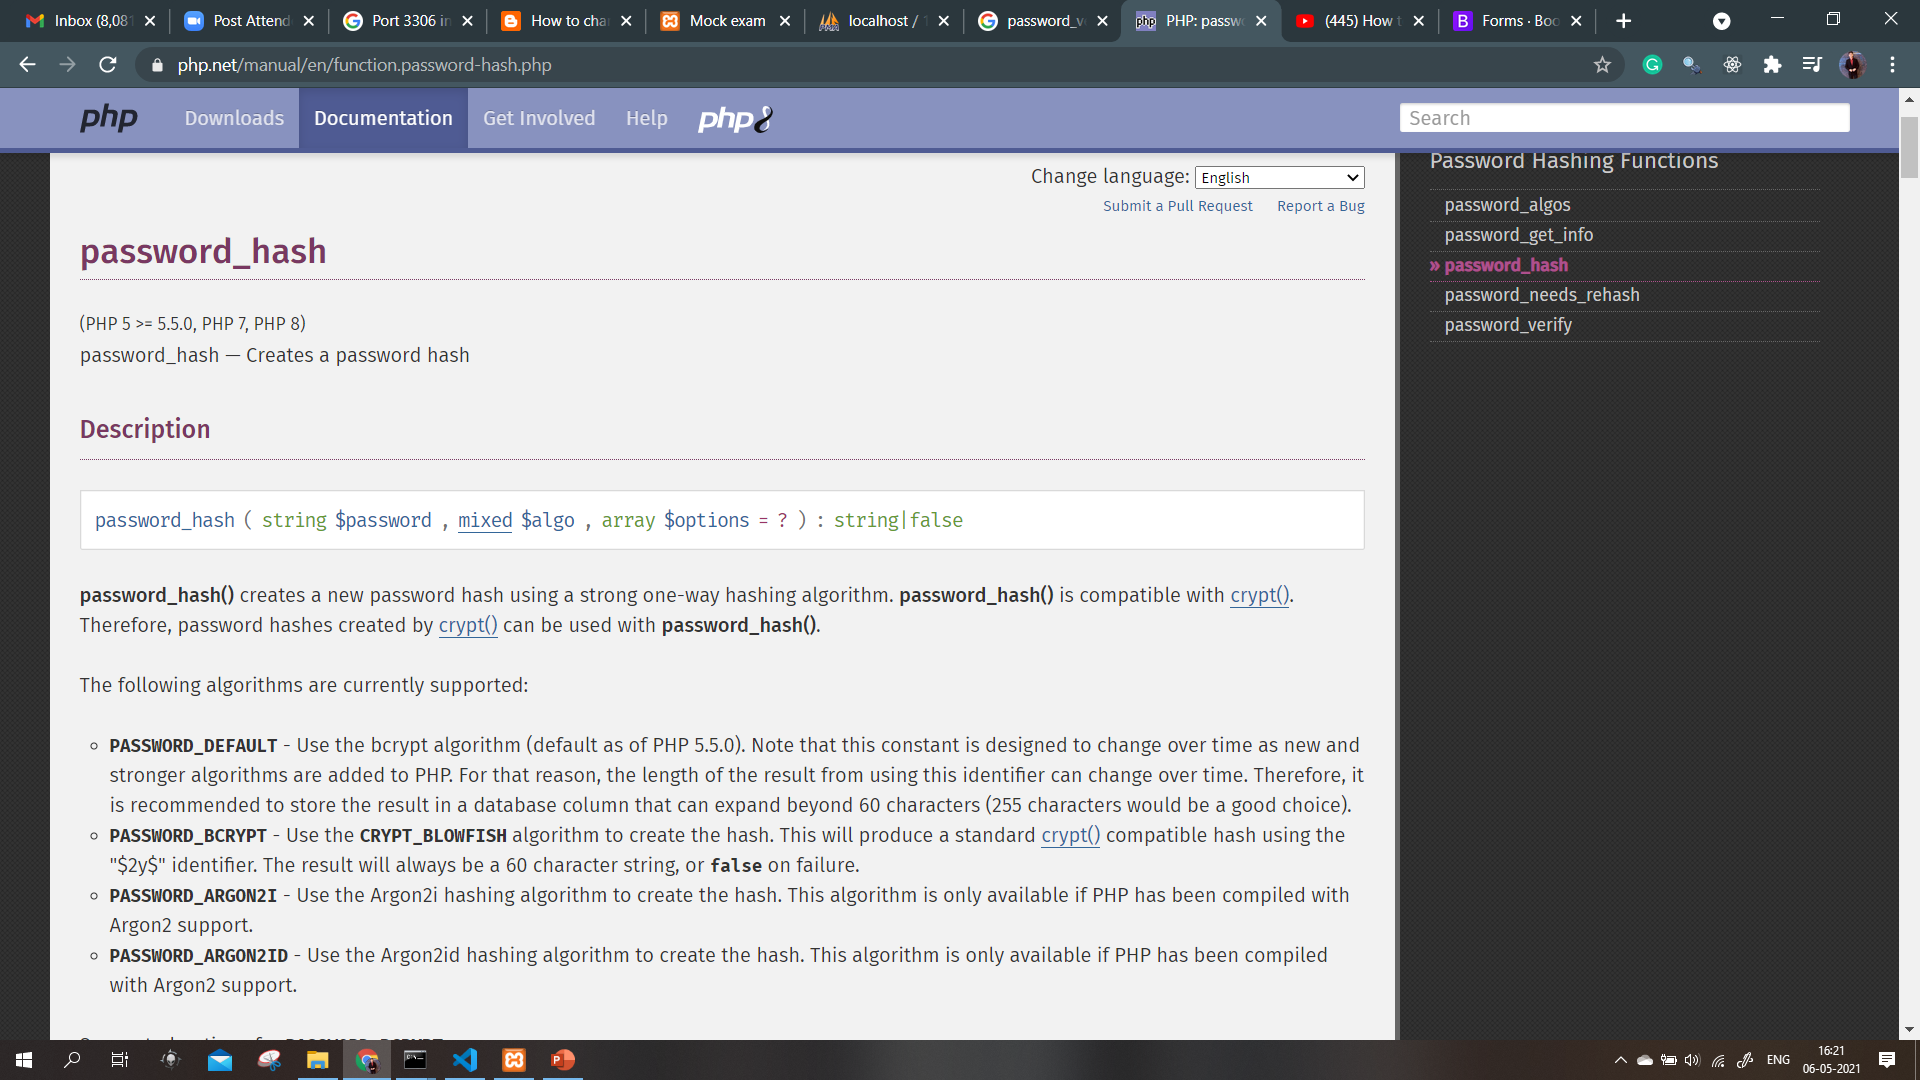 Inbox (8,081
Post Attend
Port 3306 in
How to cha
Mock exam
localhost / 1
password_ve
PHP: passwo
(445) How t
Forms · Boo
php.net/manual/en/function.password-hash.php
php
Downloads
Documentation
Get Involved
Help
php8
Search
Change language: English
Submit a Pull Request Report a Bug
password_hash
(PHP 5 >= 5.5.0, PHP 7, PHP 8)
password_hash — Creates a password hash
Description
password_hash ( string $password , mixed $algo , array $options = ? ) : string|false
password_hash() creates a new password hash using a strong one-way hashing algorithm. password_hash() is compatible with crypt().
Therefore, password hashes created by crypt() can be used with password_hash().
The following algorithms are currently supported:
PASSWORD_DEFAULT - Use the bcrypt algorithm (default as of PHP 5.5.0). Note that this constant is designed to change over time as new and
stronger algorithms are added to PHP. For that reason, the length of the result from using this identifier can change over time. Therefore, it
is recommended to store the result in a database column that can expand beyond 60 characters (255 characters would be a good choice).
PASSWORD_BCRYPT - Use the CRYPT_BLOWFISH algorithm to create the hash. This will produce a standard crypt() compatible hash using the
"$2y$" identifier. The result will always be a 60 character string, or false on failure.
PASSWORD_ARGON2I - Use the Argon2i hashing algorithm to create the hash. This algorithm is only available if PHP has been compiled with
Argon2 support.
PASSWORD_ARGON2ID - Use the Argon2id hashing algorithm to create the hash. This algorithm is only available if PHP has been compiled
with Argon2 support.
Password Hashing Functions
password_algos
password_get_info
» password_hash
password_needs_rehash
password_verify
ENG
16:21
06-05-2021